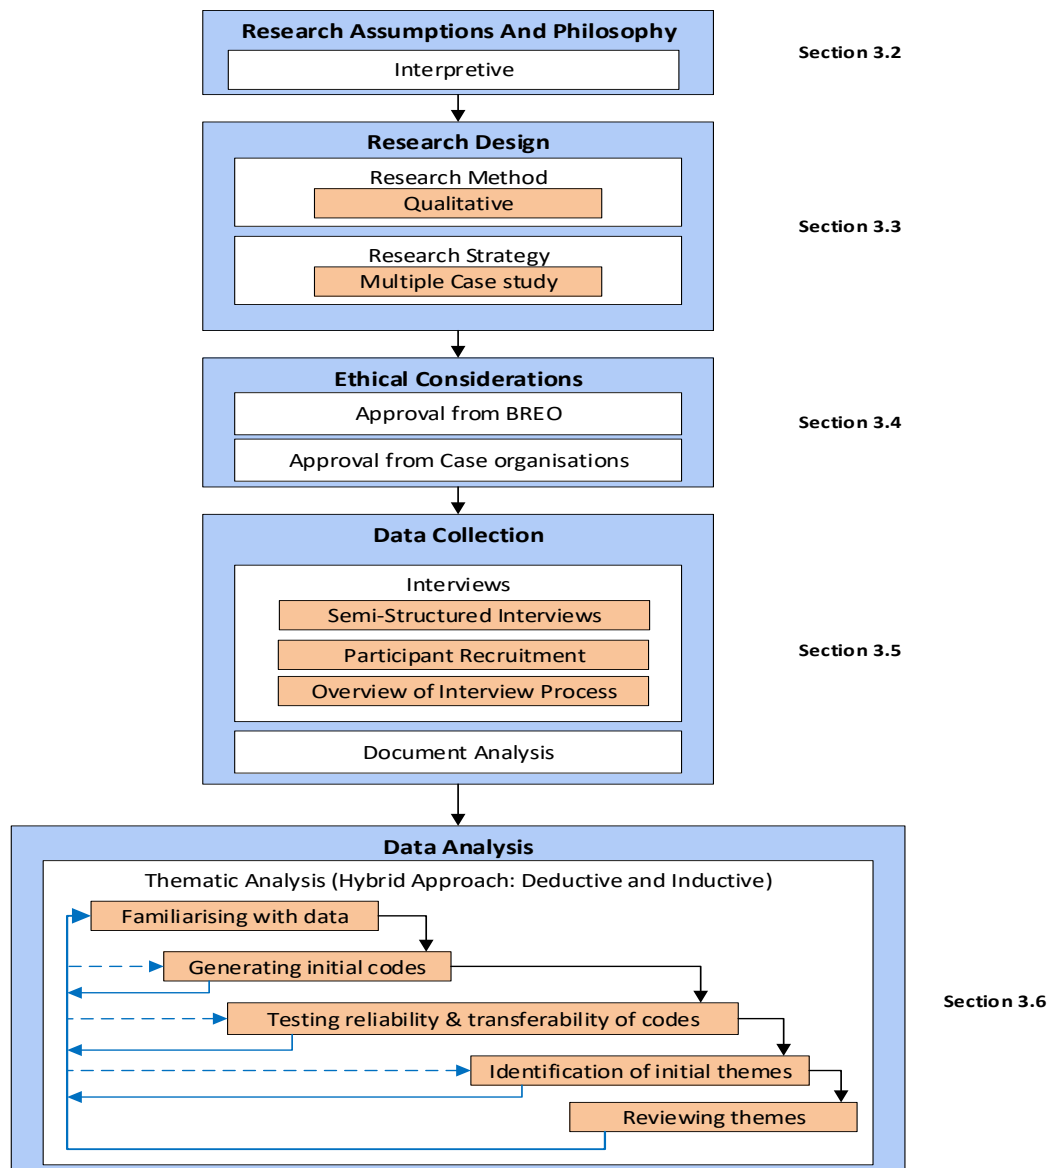 Research Assumptions And Philosophy
Interpretive
Section 3.2
Research Design
Research Method
Qualitative
Research Strategy
Multiple Case study
Section 3.3
Ethical Considerations
Approval from BREO
Approval from Case organisations
Section 3.4
Data Collection
Interviews
Semi-Structured Interviews
Participant Recruitment
Overview of Interview Process
Document Analysis
Section 3.5
Data Analysis
Thematic Analysis (Hybrid Approach: Deductive and Inductive)
Familiarising with data
Generating initial codes
Testing reliability & transferability of codes
Identification of initial themes
Reviewing themes
Section 3.6